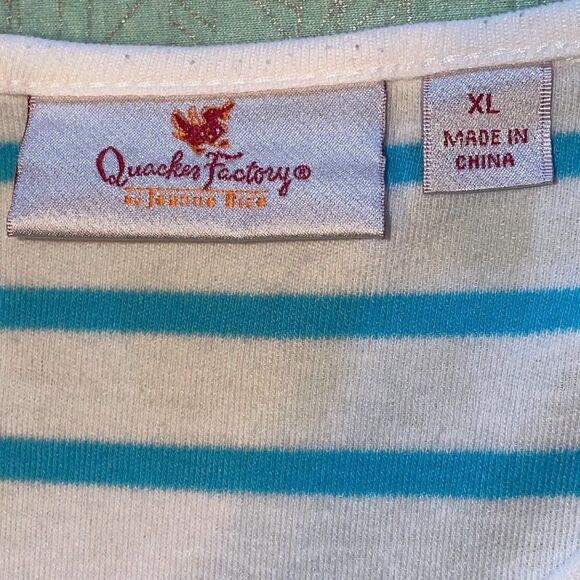 Quacker Factory®
BY Jeanne Bice
XL
MADE IN
CHINA